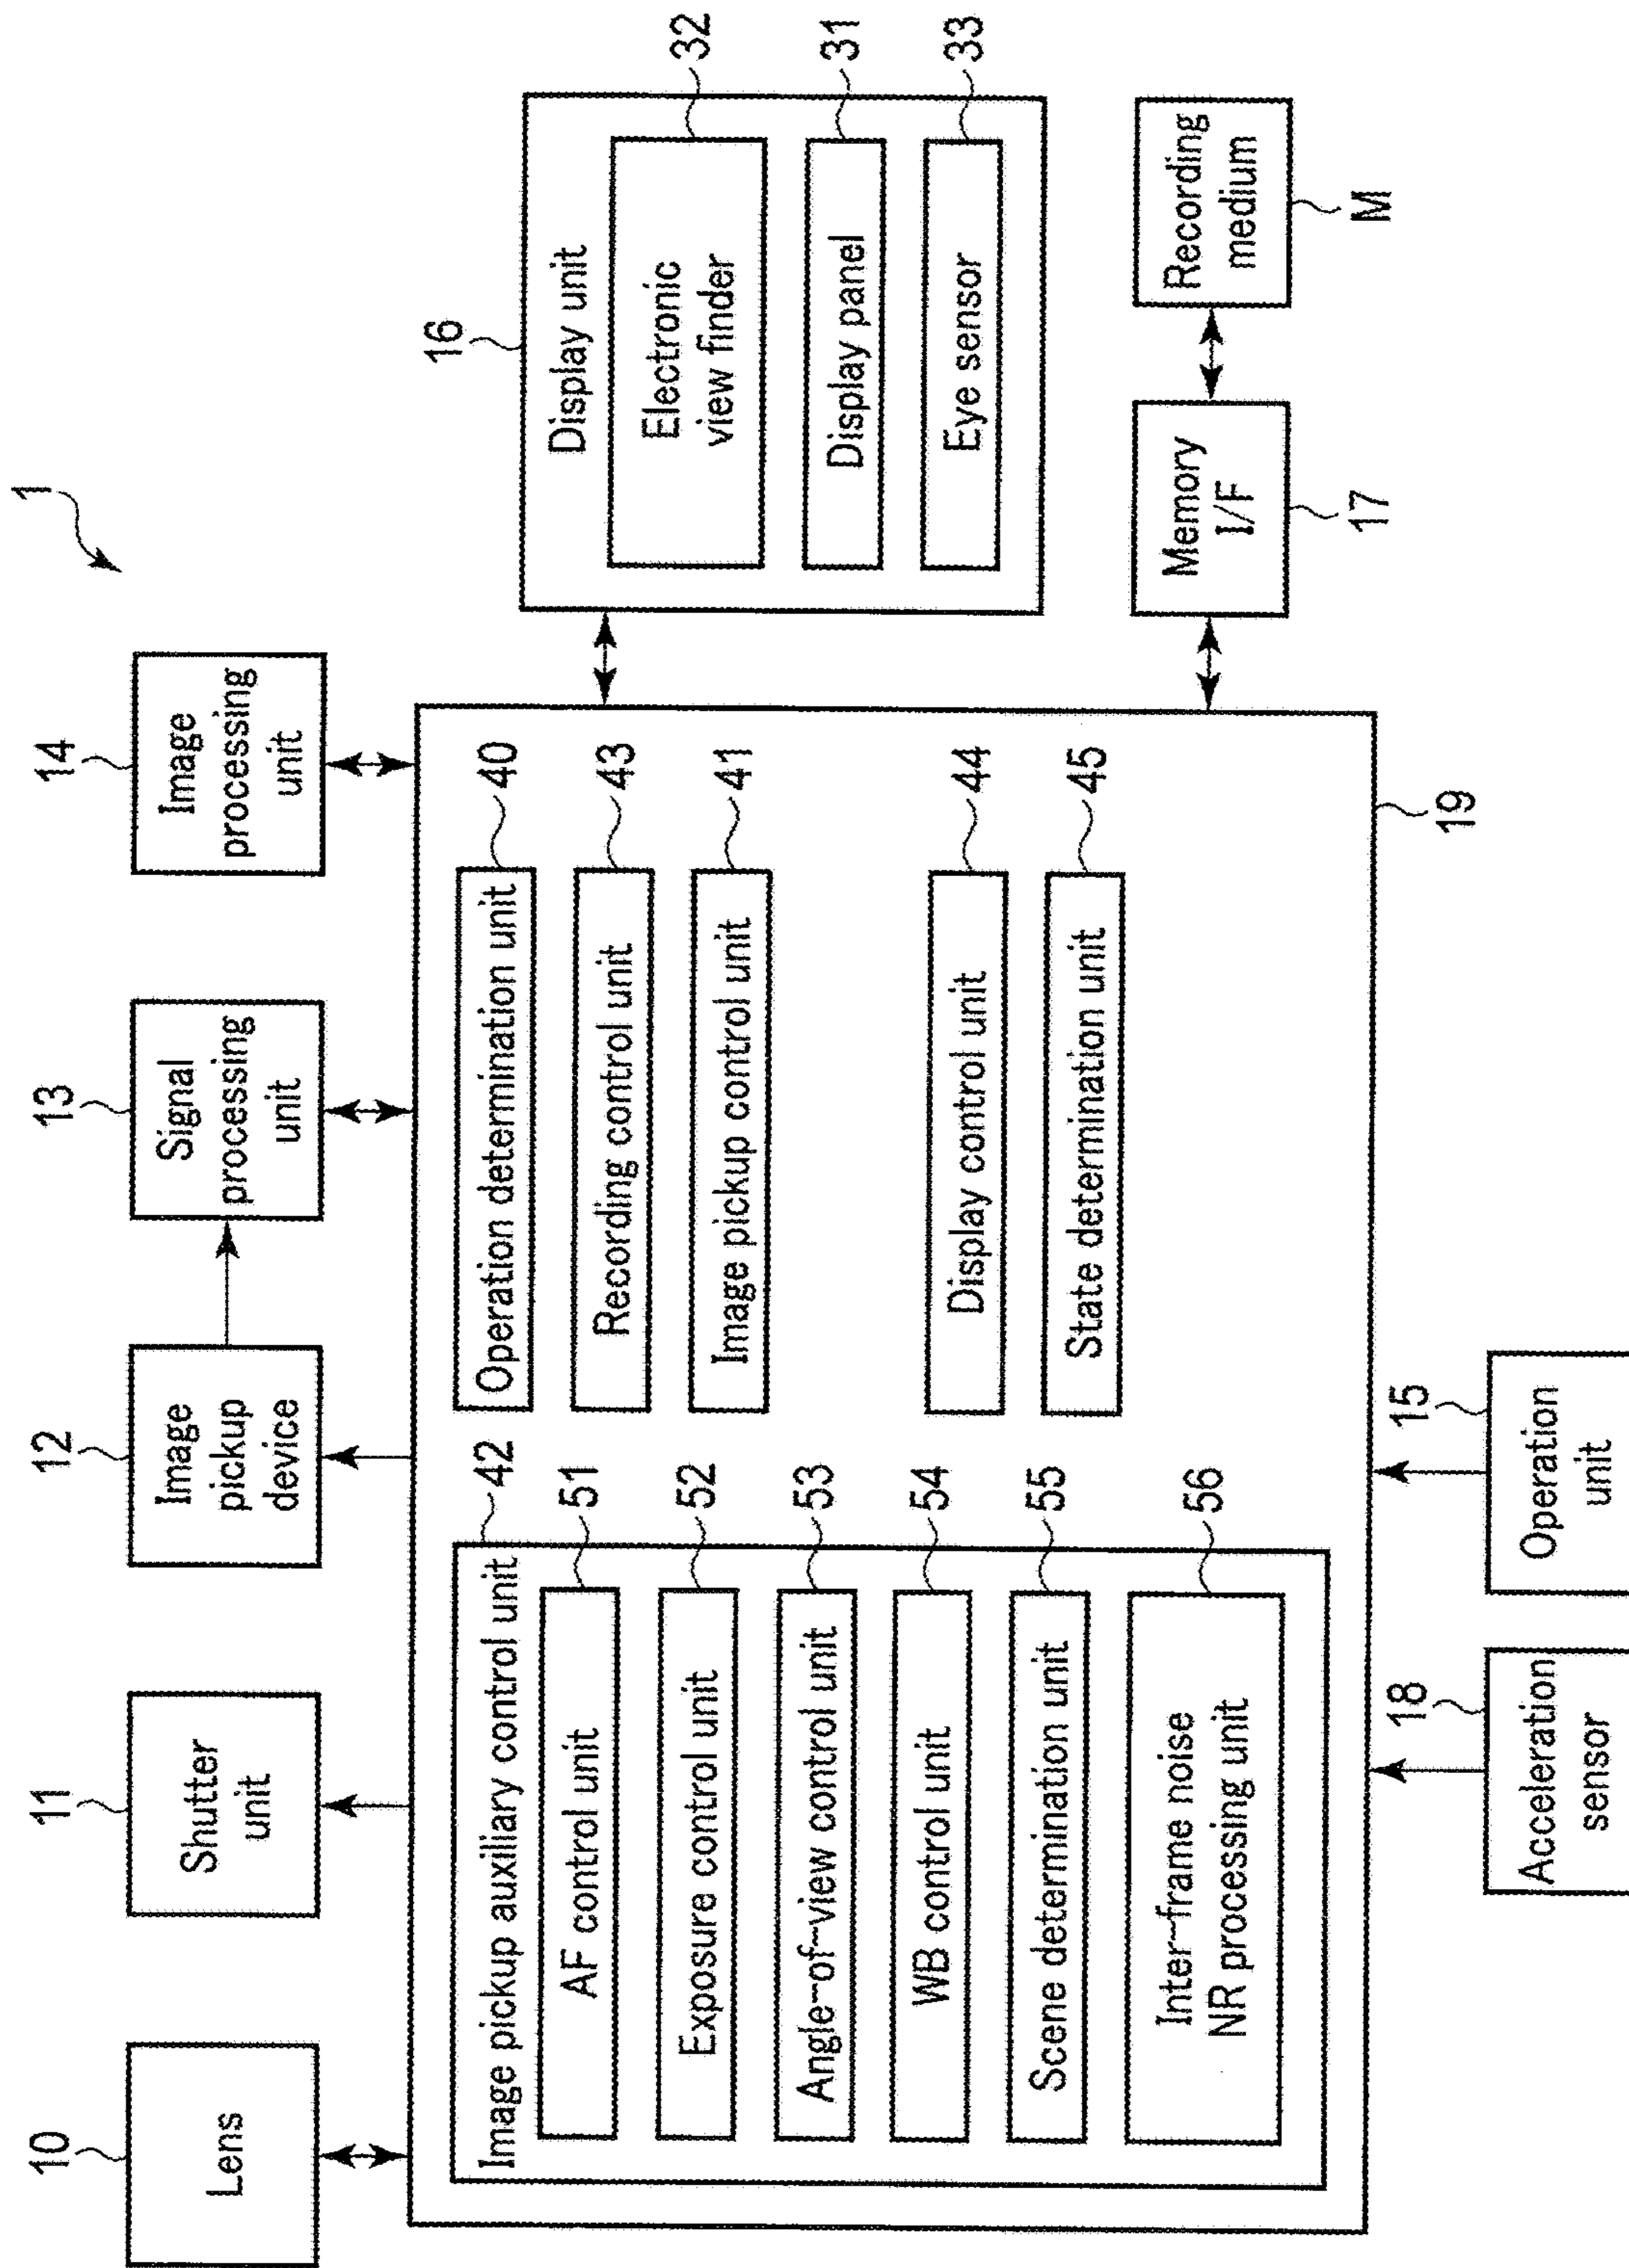 1
10
Lens
11
Shutter
unit
12
Image
pickup
device
13
Signal
processing
unit
14
Image
processing
unit
42
Image pickup auxiliary control unit
51
AF control unit
52
Exposure control unit
53
Angle-of-view control unit
54
WB control unit
55
Scene determination unit
56
Inter-frame noise
NR processing unit
40
Operation determination unit
43
Recording control unit
41
Image pickup control unit
44
Display control unit
45
State determination unit
19
16
Display unit
32
Electronic
view finder
31
Display panel
33
Eye sensor
Memory
I/F
17
Recording
medium
M
18
Acceleration
sensor
15
Operation
unit